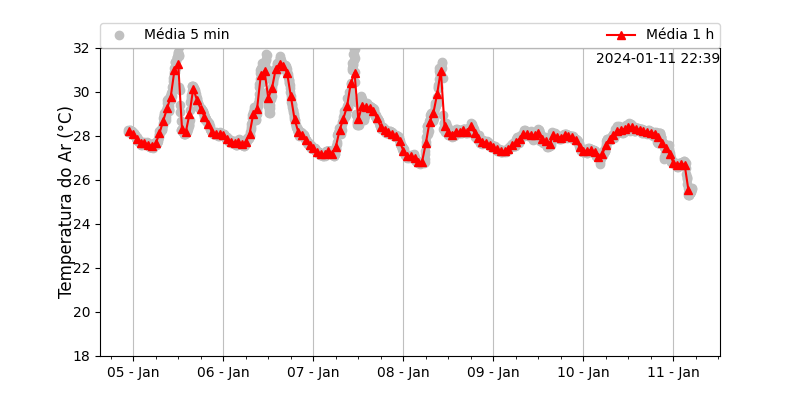 Média 5 min
Média 1 h
2024-01-11 22:39
Temperatura do Ar (°C)
32
30
28
26
24
22
20
18
05 - Jan
06 - Jan
07 - Jan
08 - Jan
09 - Jan
10 - Jan
11 - Jan